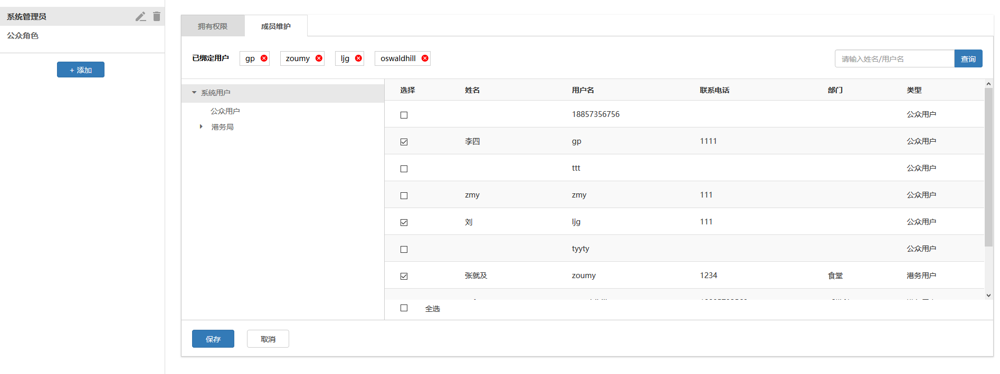 系统管理员
公众角色
+ 添加
拥有权限 成员维护
已绑定用户 gp zoumy ljg oswaldhill 请输入姓名/用户名 查询
系统用户
公众用户
港务局
选择 姓名 用户名 联系电话 部门 类型
18857356756 公众用户
李四 gp 1111 公众用户
ttt 公众用户
zmy zmy 111 公众用户
刘 ljg 111 公众用户
tyyty 公众用户
张就及 zoumy 1234 食堂 港务用户
全选
保存 取消